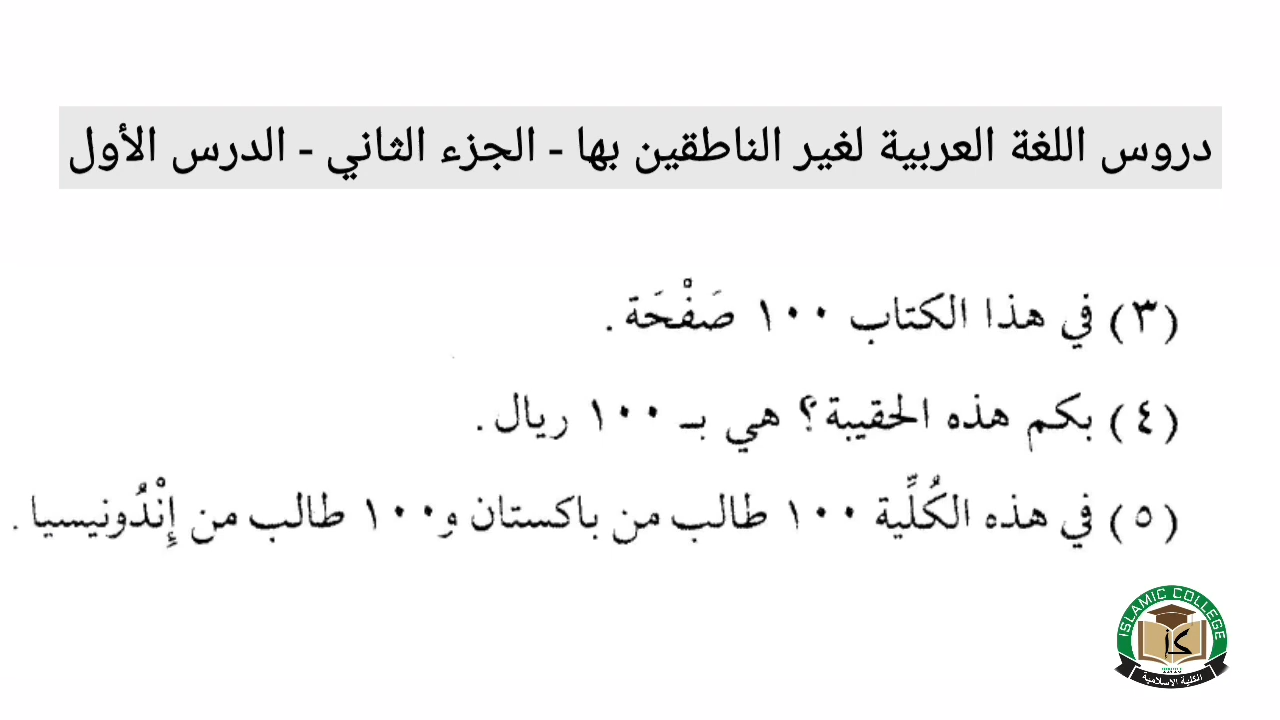 دروس اللغة العربية لغير الناطقين بها - الجزء الثاني - الدرس الأول
(٣) في هذا الكتاب ١٠٠ صَفْحَة .
(٤) بكم هذه الحقيبة؟ هي بـ ١٠٠ ريال .
(٥) في هذه الكُلِّية ١٠٠ طالب من باكستان و١٠٠ طالب من إِنْدُونيسيا .
ISLAMIC COLLEGE
الكلية الإسلامية